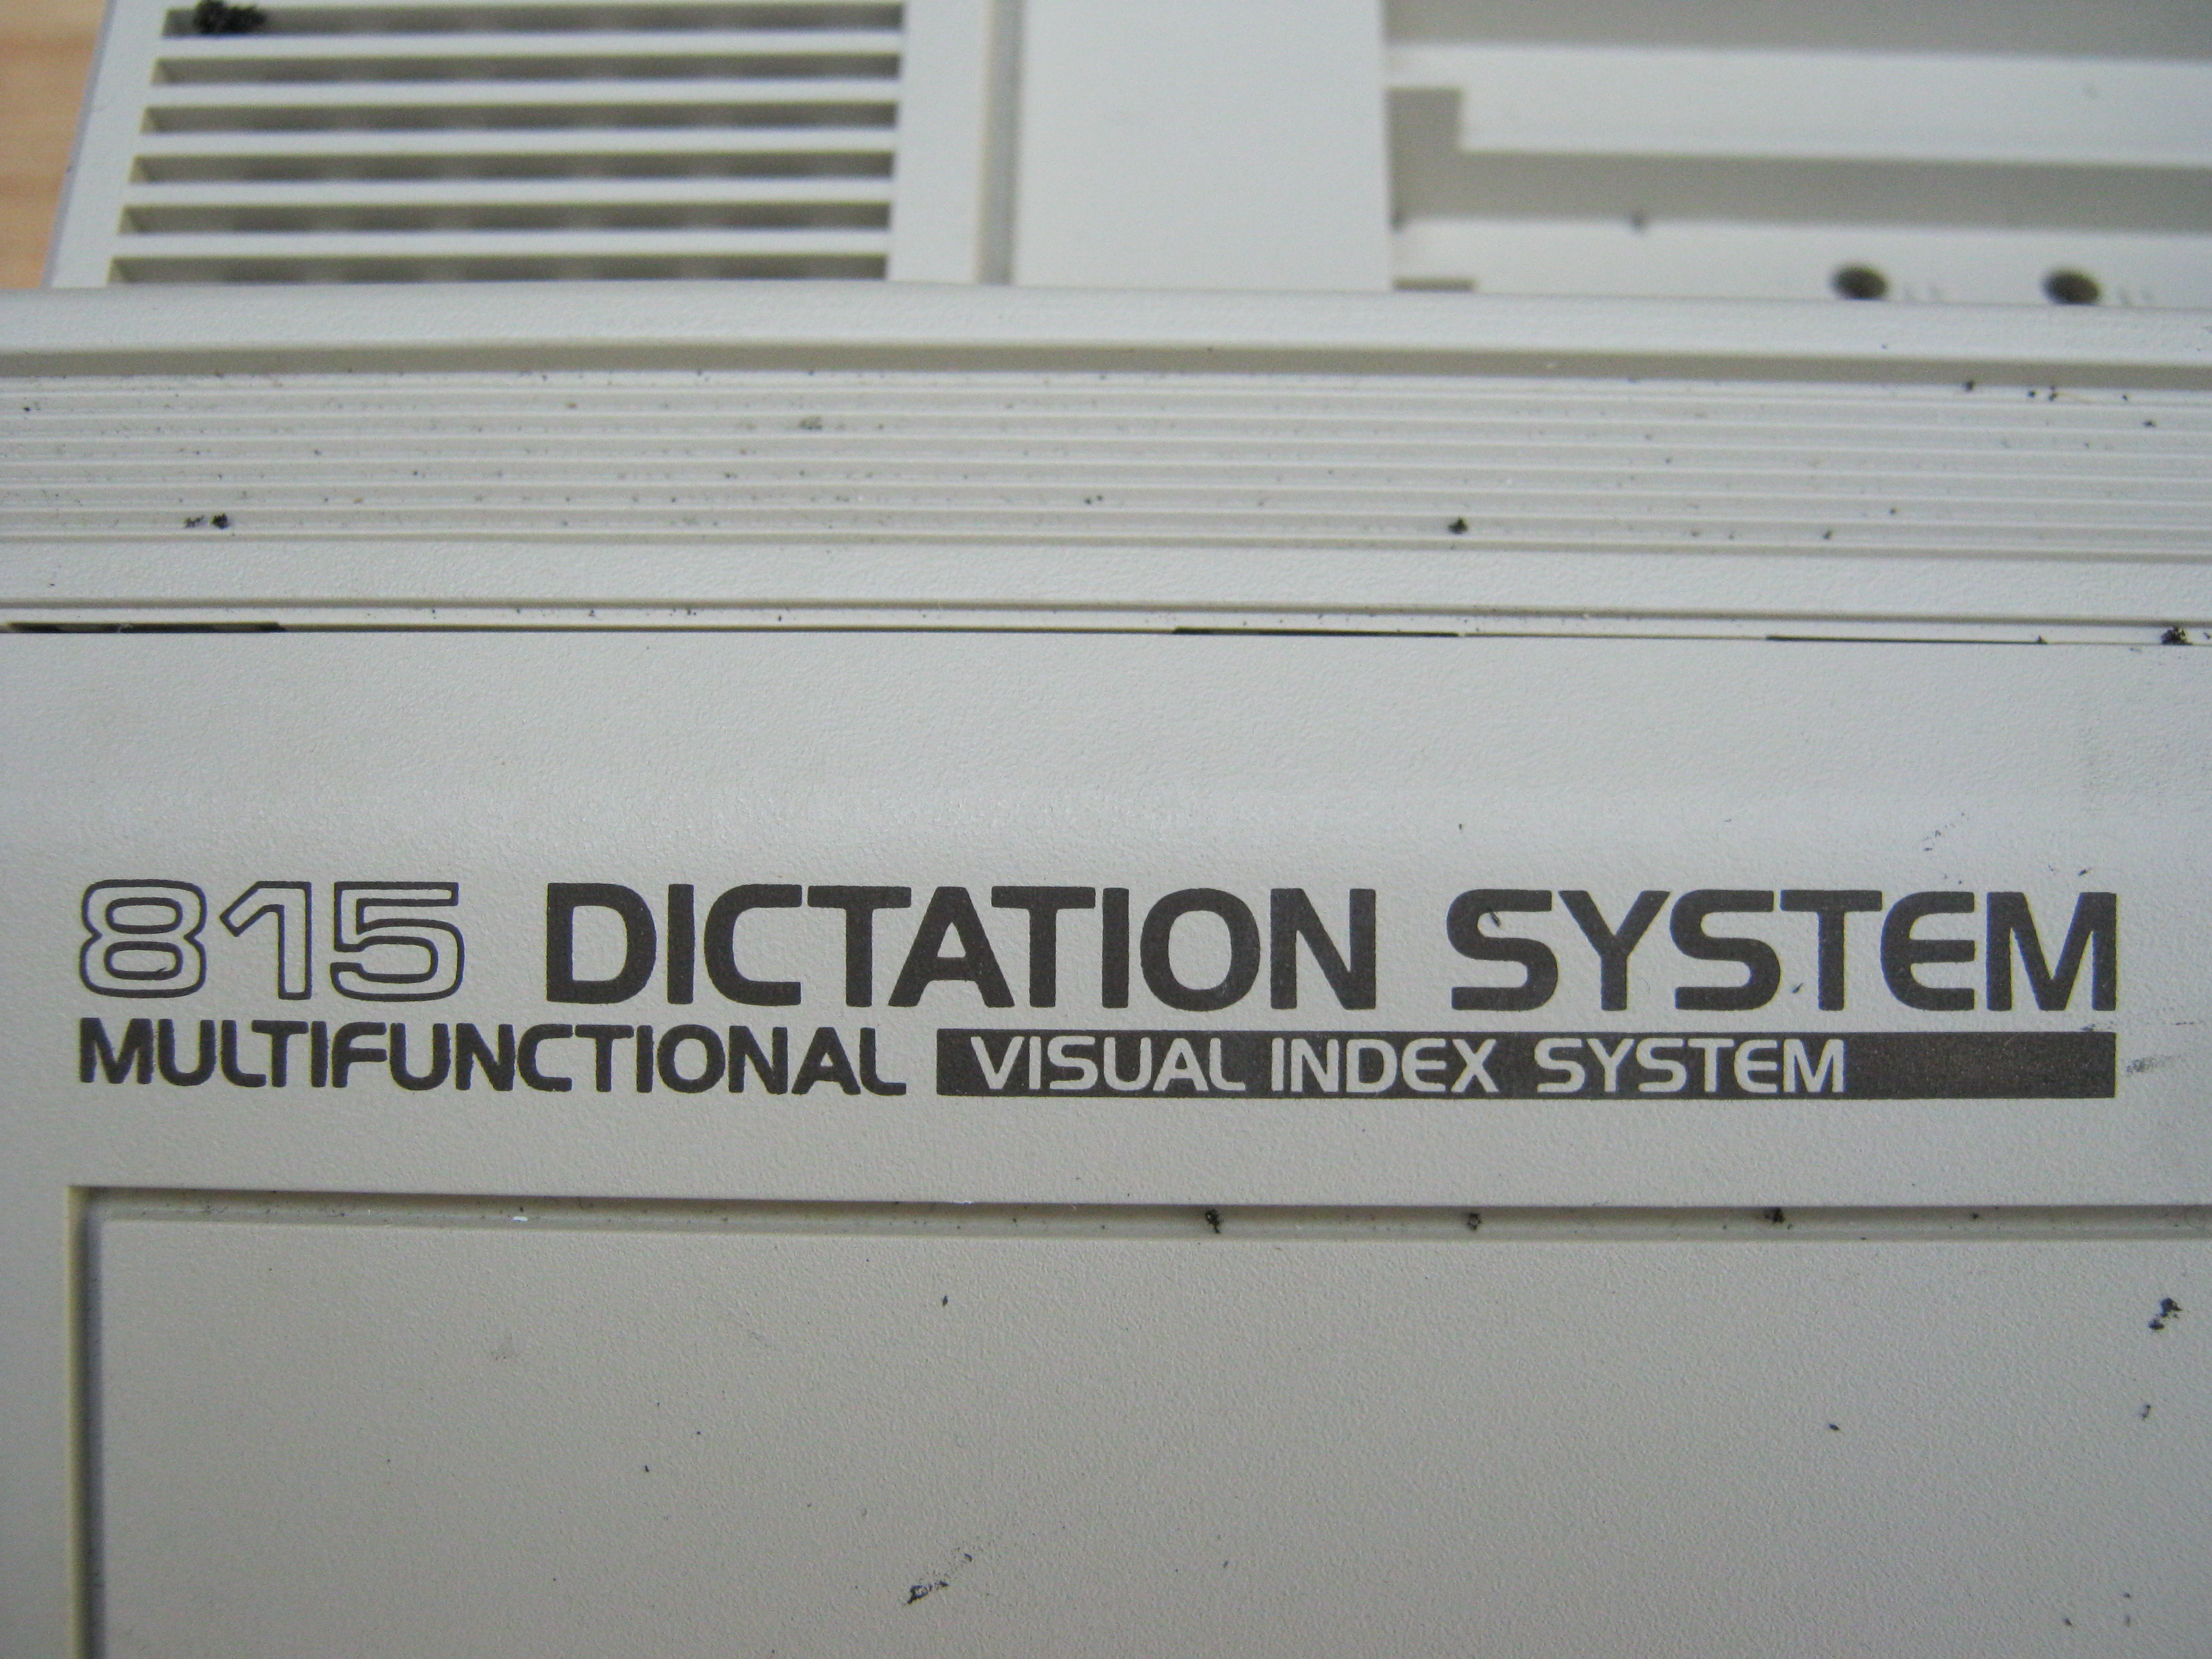 815 DICTATION SYSTEM
MULTIFUNCTIONAL VISUAL INDEX SYSTEM